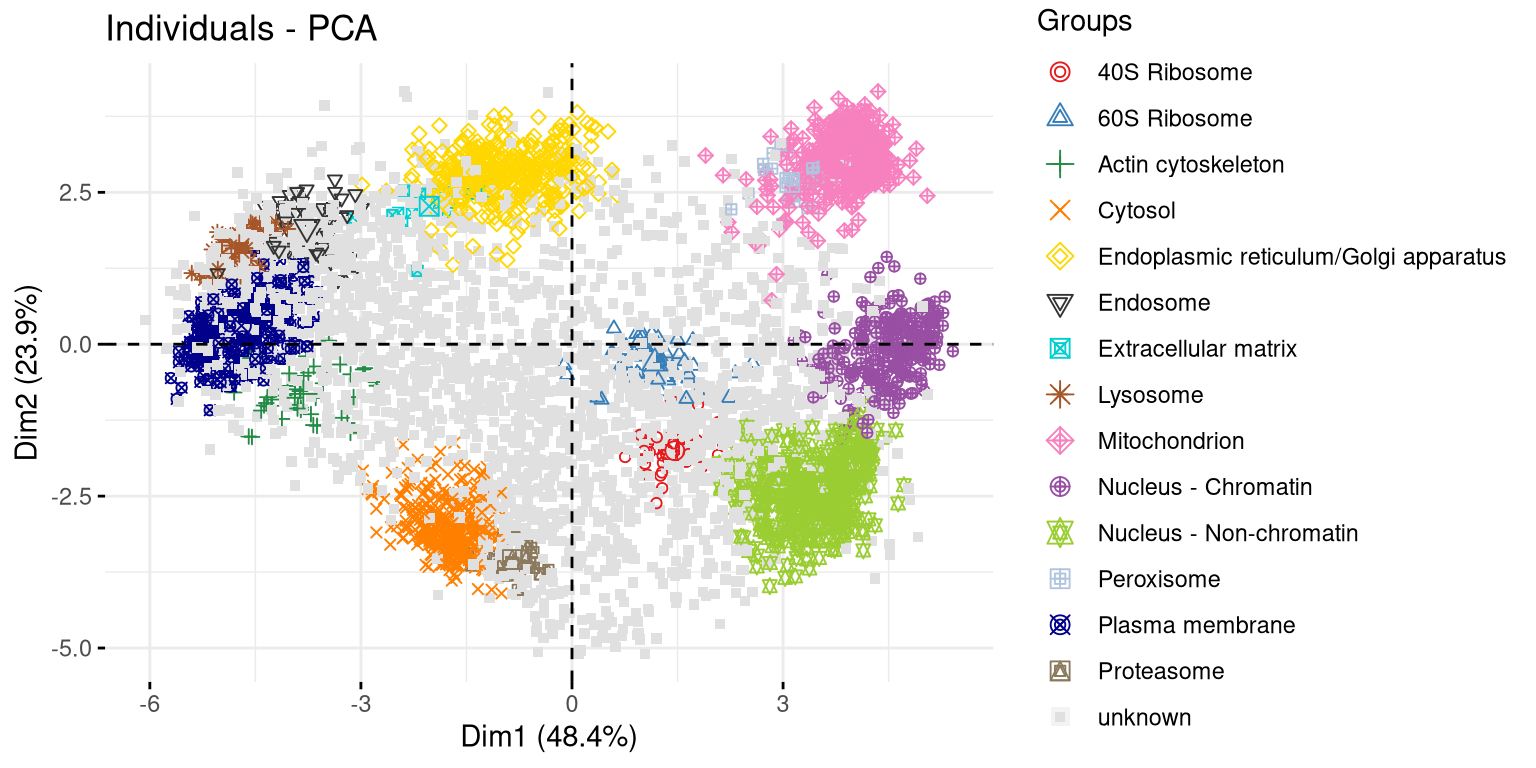 Individuals - PCA
Groups
40S Ribosome
60S Ribosome
Actin cytoskeleton
Cytosol
Endoplasmic reticulum/Golgi apparatus
Endosome
Extracellular matrix
Lysosome
Mitochondrion
Nucleus - Chromatin
Nucleus - Non-chromatin
Peroxisome
Plasma membrane
Proteasome
unknown
Dim2 (23.9%)
2.5
0.0
-2.5
-5.0
-6 -3 0 3
Dim1 (48.4%)